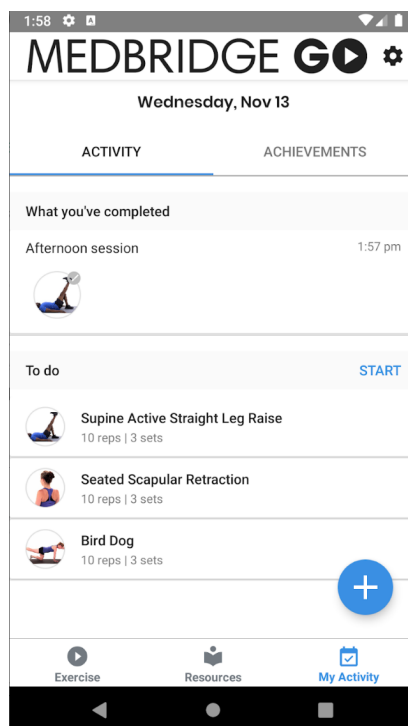 1:58
MEDBRIDGE GO
Wednesday, Nov 13
ACTIVITY ACHIEVEMENTS
What you've completed
Afternoon session 1:57 pm
To do START
Supine Active Straight Leg Raise
10 reps | 3 sets
Seated Scapular Retraction
10 reps | 3 sets
Bird Dog
10 reps | 3 sets
Exercise Resources My Activity